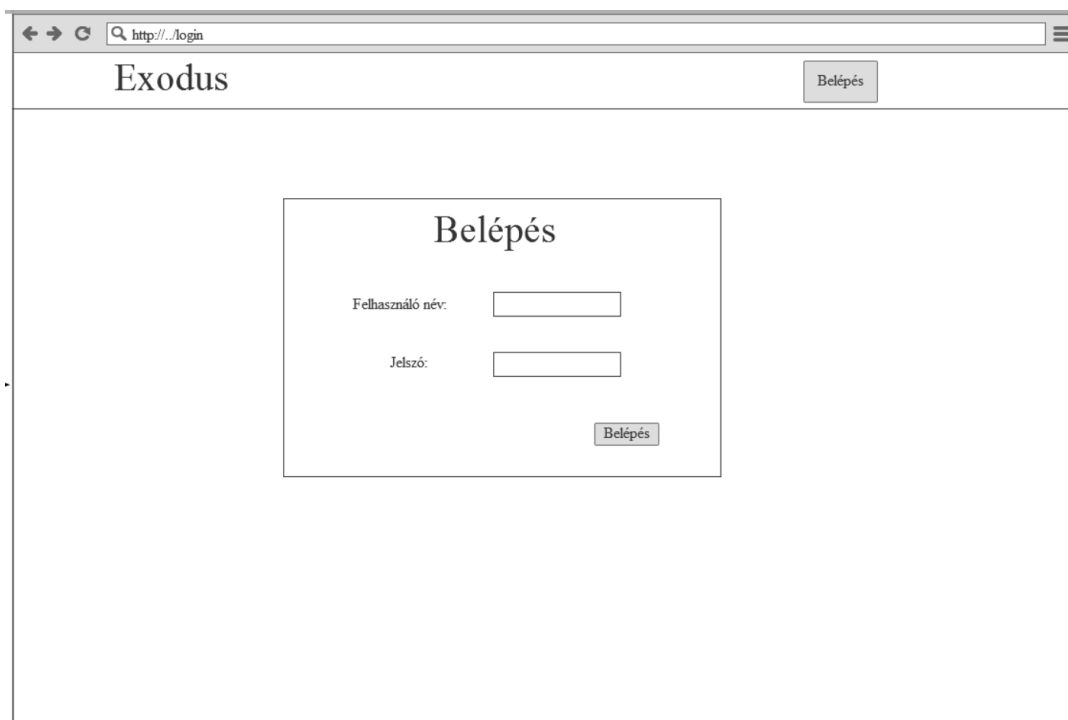 http://../login
Exodus
Belépés
Belépés
Felhasználó név:
Jelszó:
Belépés